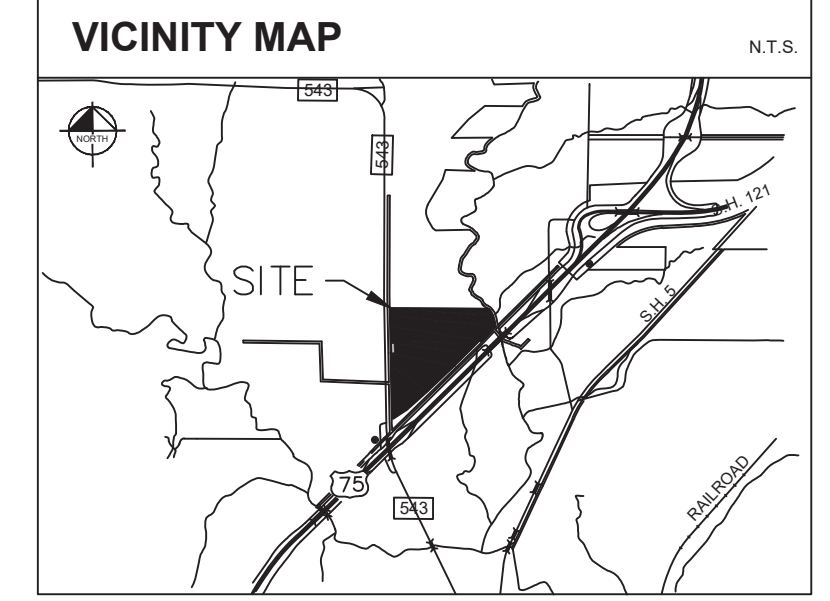 VICINITY MAP
N.T.S.
543
543
NORTH
S.H. 121
SITE
S.H. 5
75
543
RAILROAD